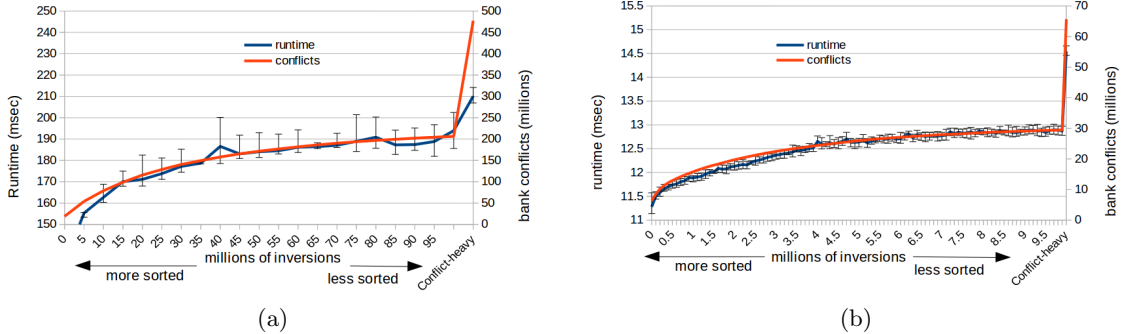 250
240
230
220
210
200
190
180
170
160
150
Runtime (msec)
runtime
conflicts
500
450
400
350
300
250
200
150
100
50
0
bank conflicts (millions)
0 5 10 15 20 25 30 35 40 45 50 55 60 65 70 75 80 85 90 95 Conflict-heavy
millions of inversions
more sorted less sorted
(a)
15.5
15
14.5
14
13.5
13
12.5
12
11.5
11
runtime (msec)
runtime
conflicts
70
60
50
40
30
20
10
0
bank conflicts (millions)
0 0.5 1 1.5 2 2.5 3 3.5 4 4.5 5 5.5 6 6.5 7 7.5 8 8.5 9 9.5 Conflict-heavy
more sorted millions of inversions less sorted
(b)